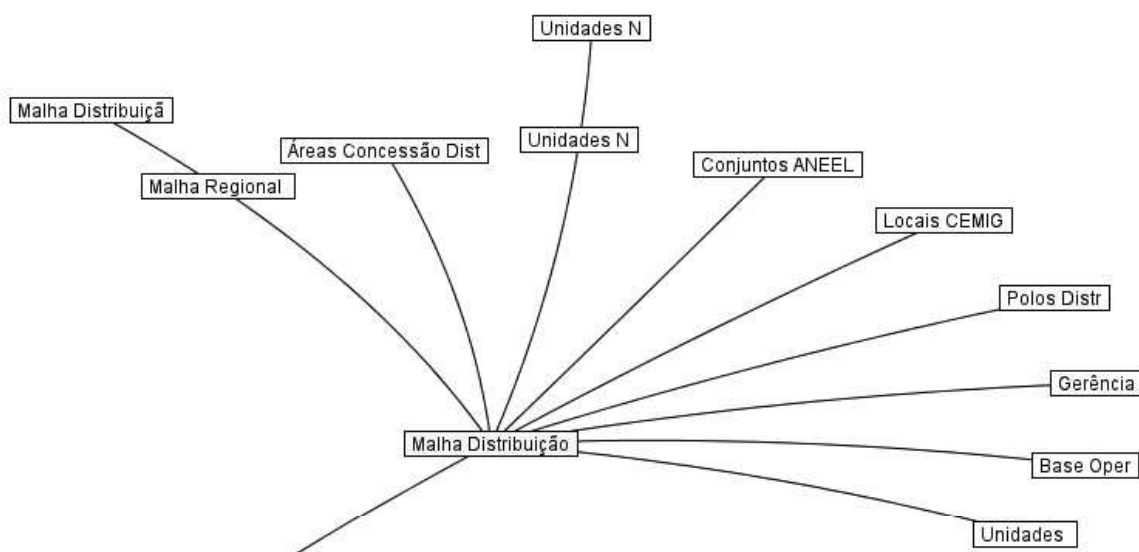 Unidades N
Malha Distribuiçã
Unidades N
Áreas Concessão Dist
Conjuntos ANEEL
Malha Regional
Locais CEMIG
Polos Distr
Gerência
Malha Distribuição
Base Oper
Unidades